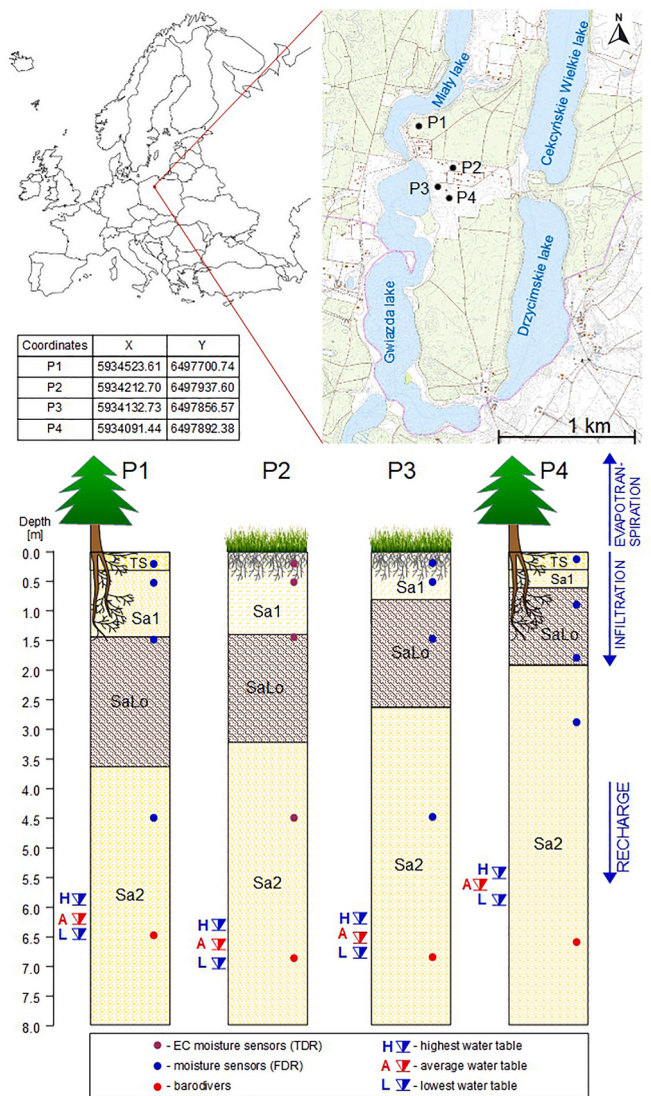 N
Miały lake
Cekcyńskie Wielkie lake
P1
P2
P3
P4
Gwiazda lake
Drzycimskie lake
1 km
Coordinates X Y
P1 5934523.61 6497700.74
P2 5934212.70 6497937.60
P3 5934132.73 6497856.57
P4 5934091.44 6497892.38
P1 P2 P3 P4
EVAPOTRAN-
SPIRATION
INFILTRATION
RECHARGE
Depth
[m]
0.0
0.5
1.0
1.5
2.0
2.5
3.0
3.5
4.0
4.5
5.0
5.5
6.0
6.5
7.0
7.5
8.0
TS
Sa1
SaLo
Sa2
H
A
L
Sa1
SaLo
Sa2
H
A
L
Sa1
SaLo
Sa2
H
A
L
TS
Sa1
SaLo
Sa2
H
A
L
- EC moisture sensors (TDR)
- moisture sensors (FDR)
- barodivers
H - highest water table
A - average water table
L - lowest water table